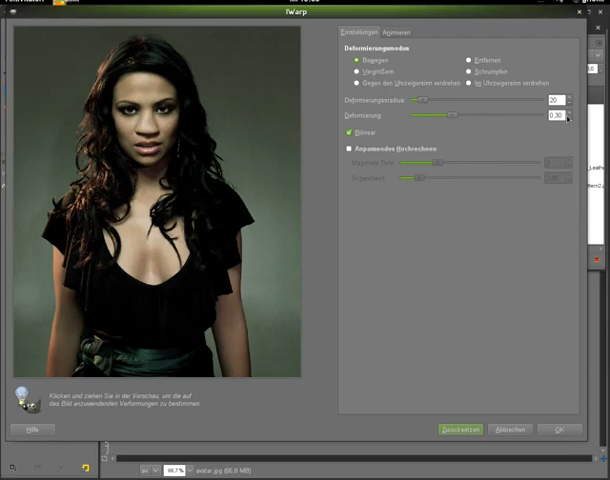 IWarp
Einstellungen Animieren
Deformierungsmodus
Bewegen Entfernen
Vergrößern Schrumpfen
Gegen den Uhrzeigersinn verdrehen Im Uhrzeigersinn verdrehen
Deformierungsradius: 20
Deformierung: 0.30
Bilinear
Anpassendes Hochrechnen
Maximale Tiefe
Schwellwert
Klicken und ziehen Sie in der Vorschau, um die auf
das Bild anzuwendenden Verformungen zu bestimmen.
Hilfe Zurücksetzen Abbrechen OK
px 66,7 % avatar.jpg (66,8 MB)